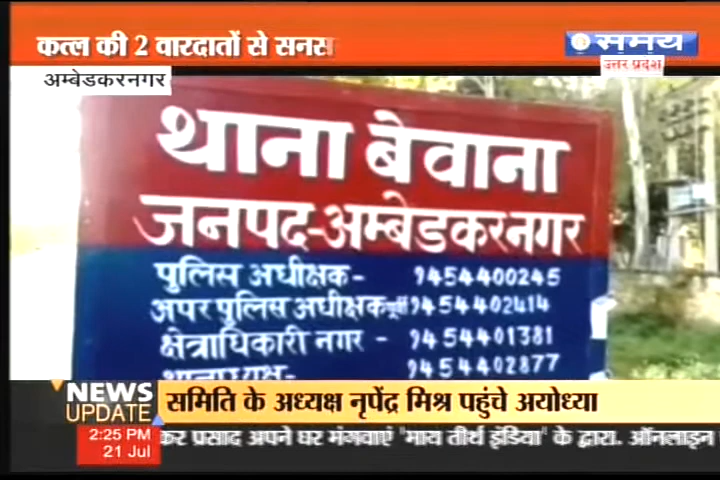 कत्ल की 2 वारदातों से सनस
समय
उत्तर प्रदेश
अम्बेडकरनगर
थाना बेवाना
जनपद-अम्बेडकरनगर
पुलिस अधीक्षक - 9454400245
अपर पुलिस अधीक्षक 9454402414
क्षेत्राधिकारी नगर - 9454401381
थानाध्यक्ष- 9454402877
NEWS UPDATE
समिति के अध्यक्ष नृपेंद्र मिश्र पहुंचे अयोध्या
2:25 PM
21 Jul
कर प्रसाद अपने घर मंगवाएं "माय तीर्थ इंडिया" के द्वारा. ऑनलाइन